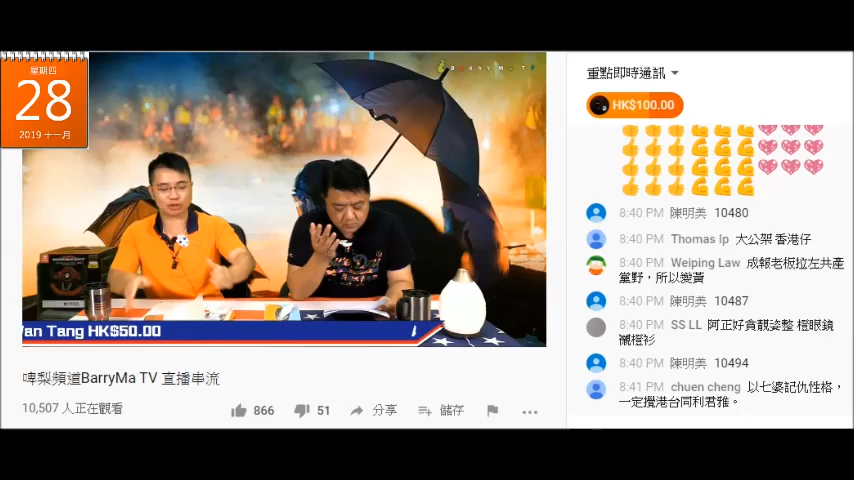 星期四
28
2019 十一月
BARRYMA TV
Van Tang HK$50.00
啤梨頻道BarryMa TV 直播串流
10,507 人正在觀看
866
51
分享
儲存
重點即時通訊
HK$100.00
8:40 PM 陳明美 10480
8:40 PM Thomas Ip 大公架 香港仔
8:40 PM Weiping Law 成報老板拉左共產
黨野，所以變黃
8:40 PM 陳明美 10487
8:40 PM SS LL 阿正好貪靚姿整 橙眼鏡
襯橙衫
8:40 PM 陳明美 10494
8:41 PM chuen cheng 以七婆記仇性格，
一定攪港台同利君雅。